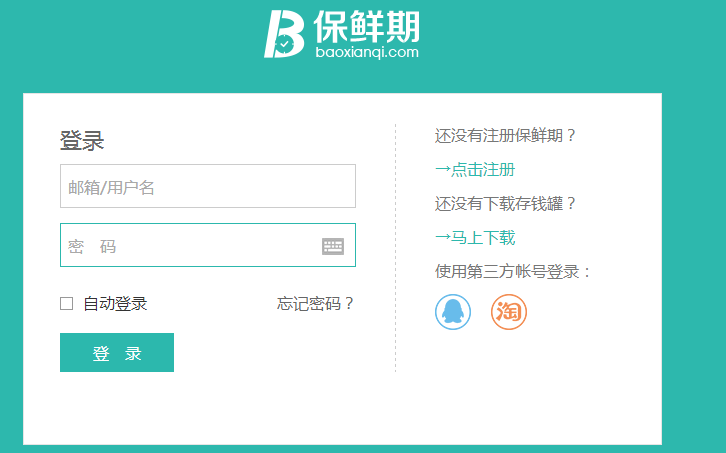 保鲜期
baoxianqi.com
登录
邮箱/用户名
密 码
自动登录
忘记密码？
登 录
还没有注册保鲜期？
→点击注册
还没有下载存钱罐？
→马上下载
使用第三方帐号登录：
淘